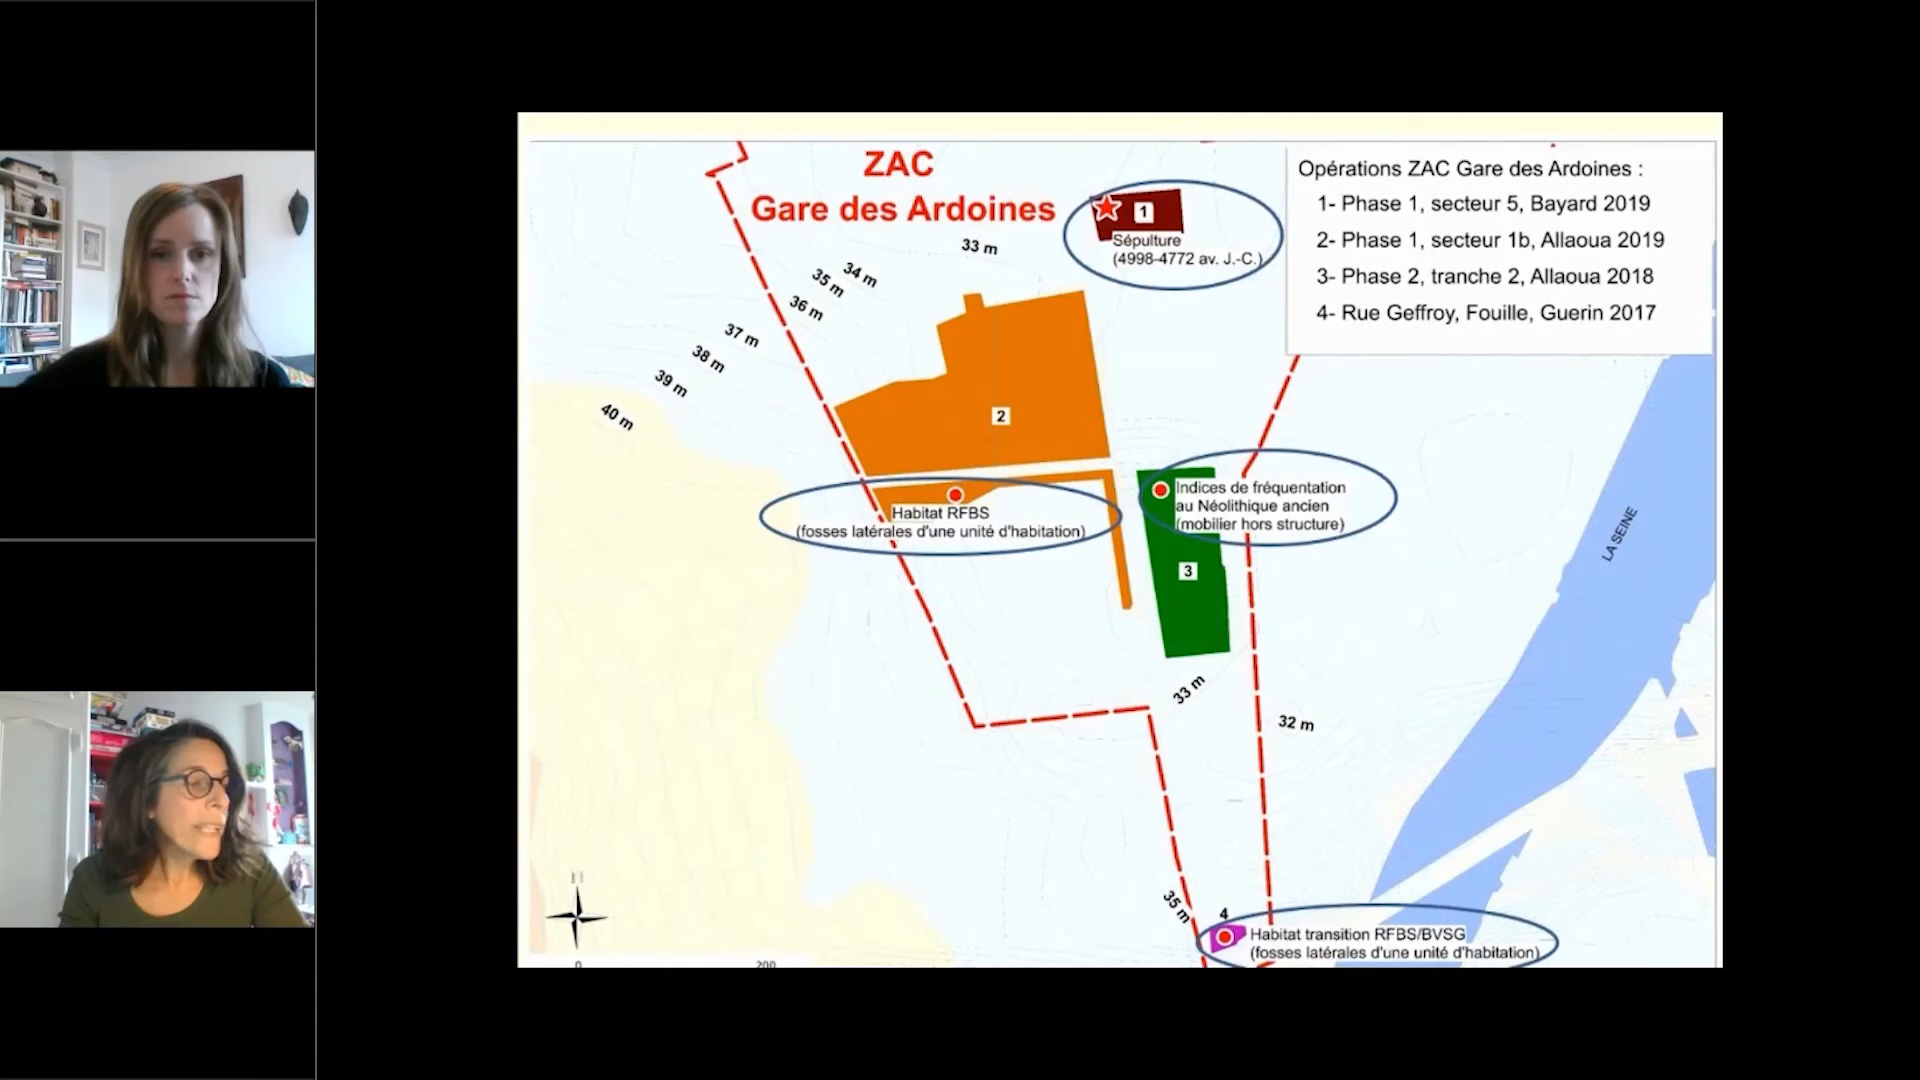 ZAC
Gare des Ardoines
Opérations ZAC Gare des Ardoines :
1- Phase 1, secteur 5, Bayard 2019
2- Phase 1, secteur 1b, Allaoua 2019
3- Phase 2, tranche 2, Allaoua 2018
4- Rue Geffroy, Fouille, Guerin 2017
1
Sépulture
(4998-4772 av. J.-C.)
33 m
34 m
35 m
36 m
37 m
38 m
39 m
40 m
2
Habitat RFBS
(fosses latérales d'une unité d'habitation)
Indices de fréquentation
au Néolithique ancien
(mobilier hors structure)
3
LA SEINE
33 m
32 m
35 m
4
Habitat transition RFBS/BVSG
(fosses latérales d'une unité d'habitation)
0
200